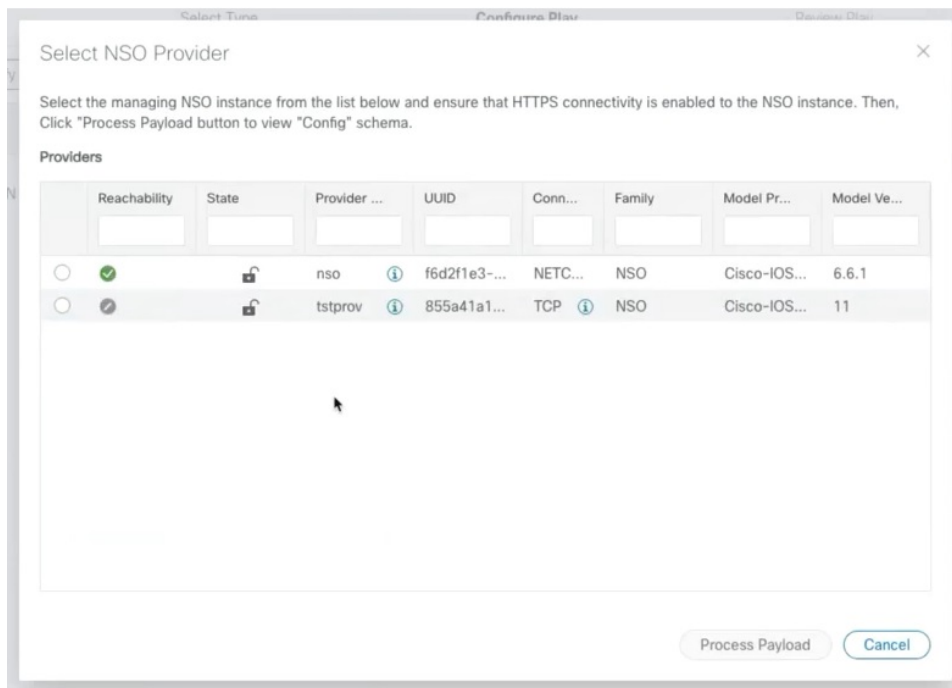 Select Type Configure Play Review Play
Select NSO Provider
Select the managing NSO instance from the list below and ensure that HTTPS connectivity is enabled to the NSO instance. Then,
Click "Process Payload button to view "Config" schema.
Providers
Reachability State Provider ... UUID Conn... Family Model Pr... Model Ve...
nso f6d2f1e3-... NETC... NSO Cisco-IOS... 6.6.1
tstprov 855a41a1... TCP NSO Cisco-IOS... 11
Process Payload Cancel